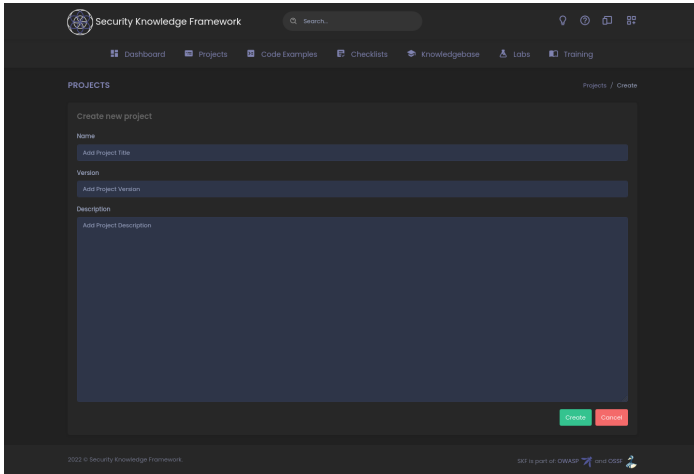 Security Knowledge Framework
Search...
Dashboard Projects Code Examples Checklists Knowledgebase Labs Training
PROJECTS
Projects / Create
Create new project
Name
Add Project Title
Version
Add Project Version
Description
Add Project Description
Create Cancel
2022 © Security Knowledge Framework.
SKF is part of: OWASP and OSSF